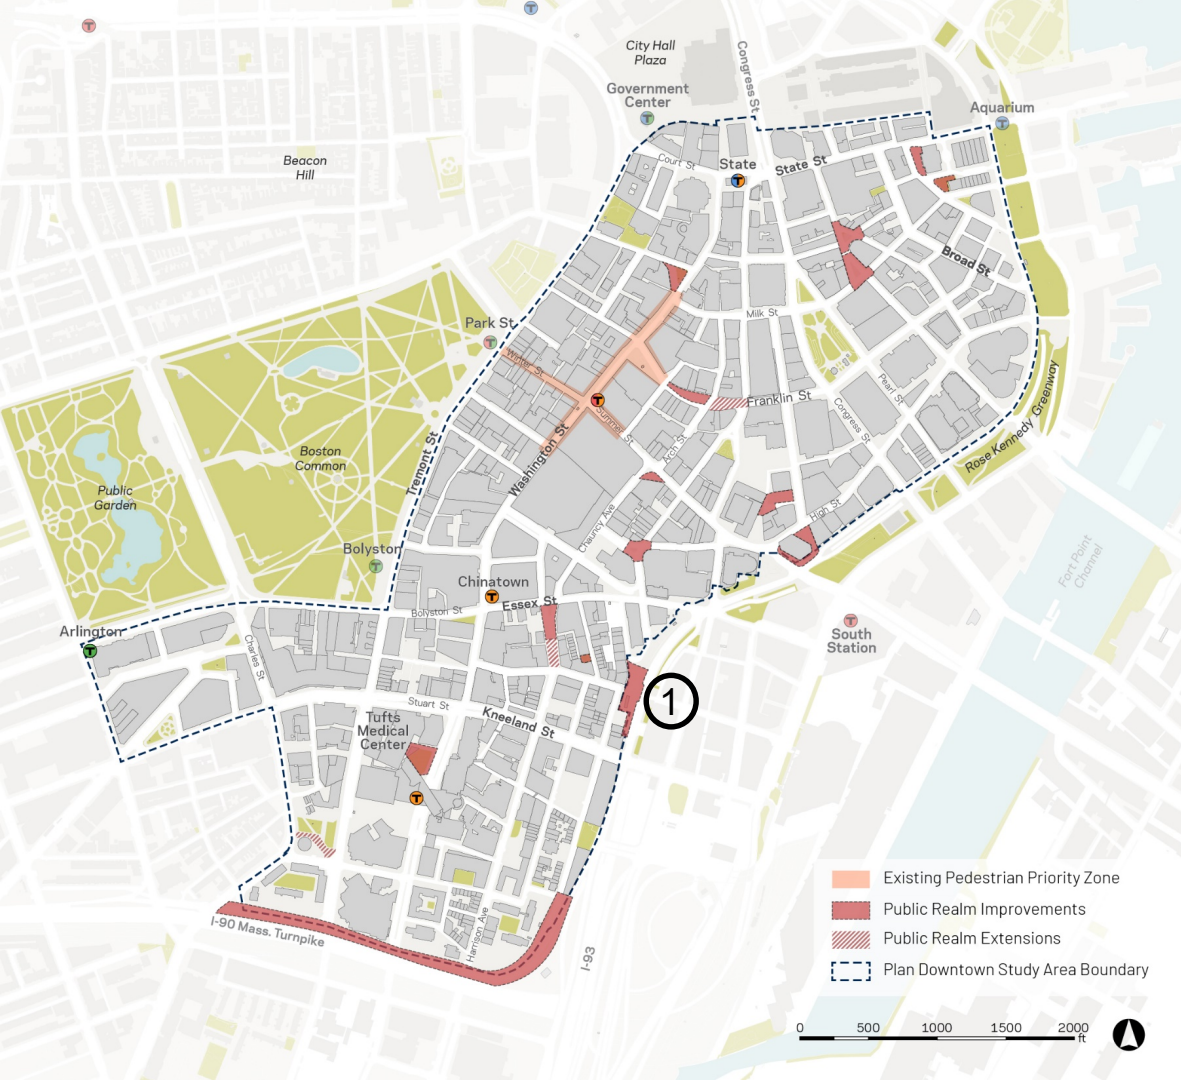 City Hall
Plaza
Congress St
Government
Center
Aquarium
Beacon
Hill
Court St
State
State St
T
Broad St
Park St
Milk St
Winter St
Summer St
Franklin St
Pearl St
Congress St
Rose Kennedy Greenway
Washington St
Arch St
Tremont St
Boston
Common
Public
Garden
Chauncy Ave
High St
Bolyston
Chinatown
Essex St
Bolyston St
Fort Point
Channel
Arlington
Charles St
South
Station
1
Stuart St
Kneeland St
Tufts
Medical
Center
I-90 Mass. Turnpike
Harrison Ave
I-93
Existing Pedestrian Priority Zone
Public Realm Improvements
Public Realm Extensions
Plan Downtown Study Area Boundary
0 500 1000 1500 2000
ft